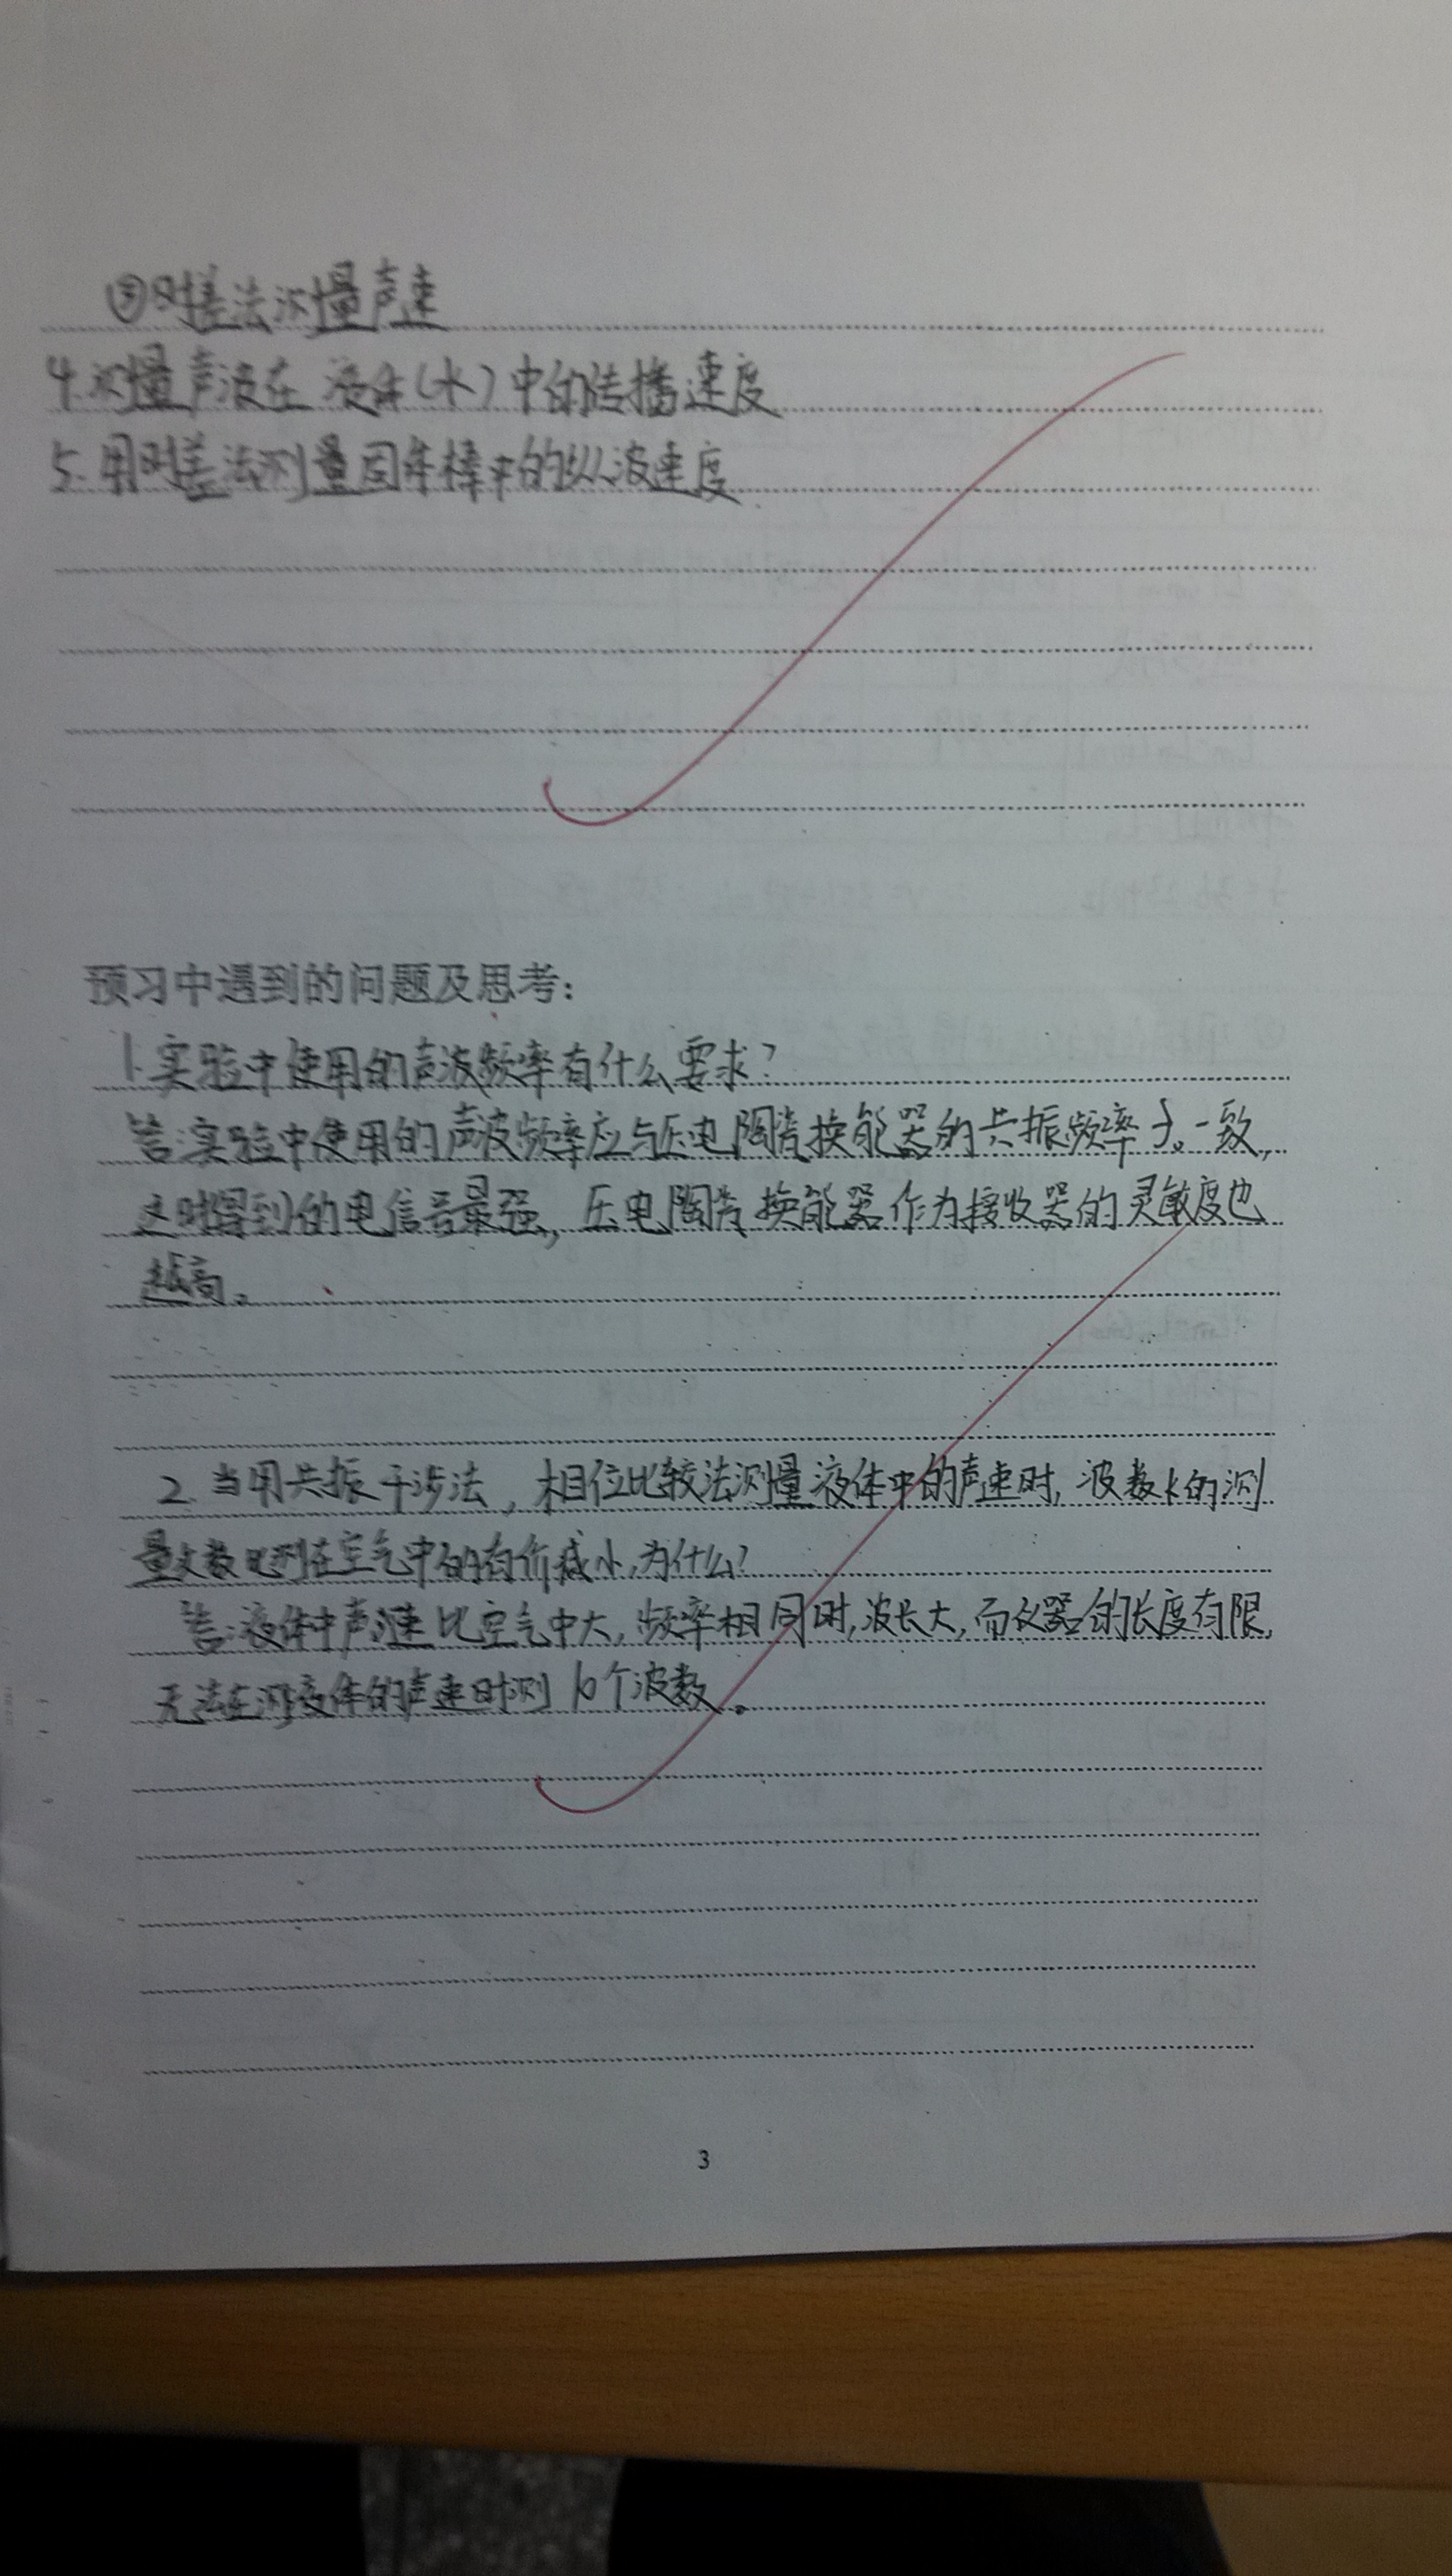 ③时差法测量声速
4.测量声波在液体(水)中的传播速度
5.用时差法测量固体棒中的纵波速度
预习中遇到的问题及思考:
1.实验中使用的声波频率有什么要求?
答:实验中使用的声波频率应与压电陶瓷换能器的共振频率f。一致,
这时得到的电信号最强,压电陶瓷换能器作为接收器的灵敏度也
越高。
2.当用共振干涉法,相位比较法测量液体中的声速时,波数k的测
量次数比测在空气中的有所减小,为什么?
答:液体中声速比空气中大,频率相同时,波长大,而仪器的长度有限,
无法在测液体的声速时测10个波数。
3